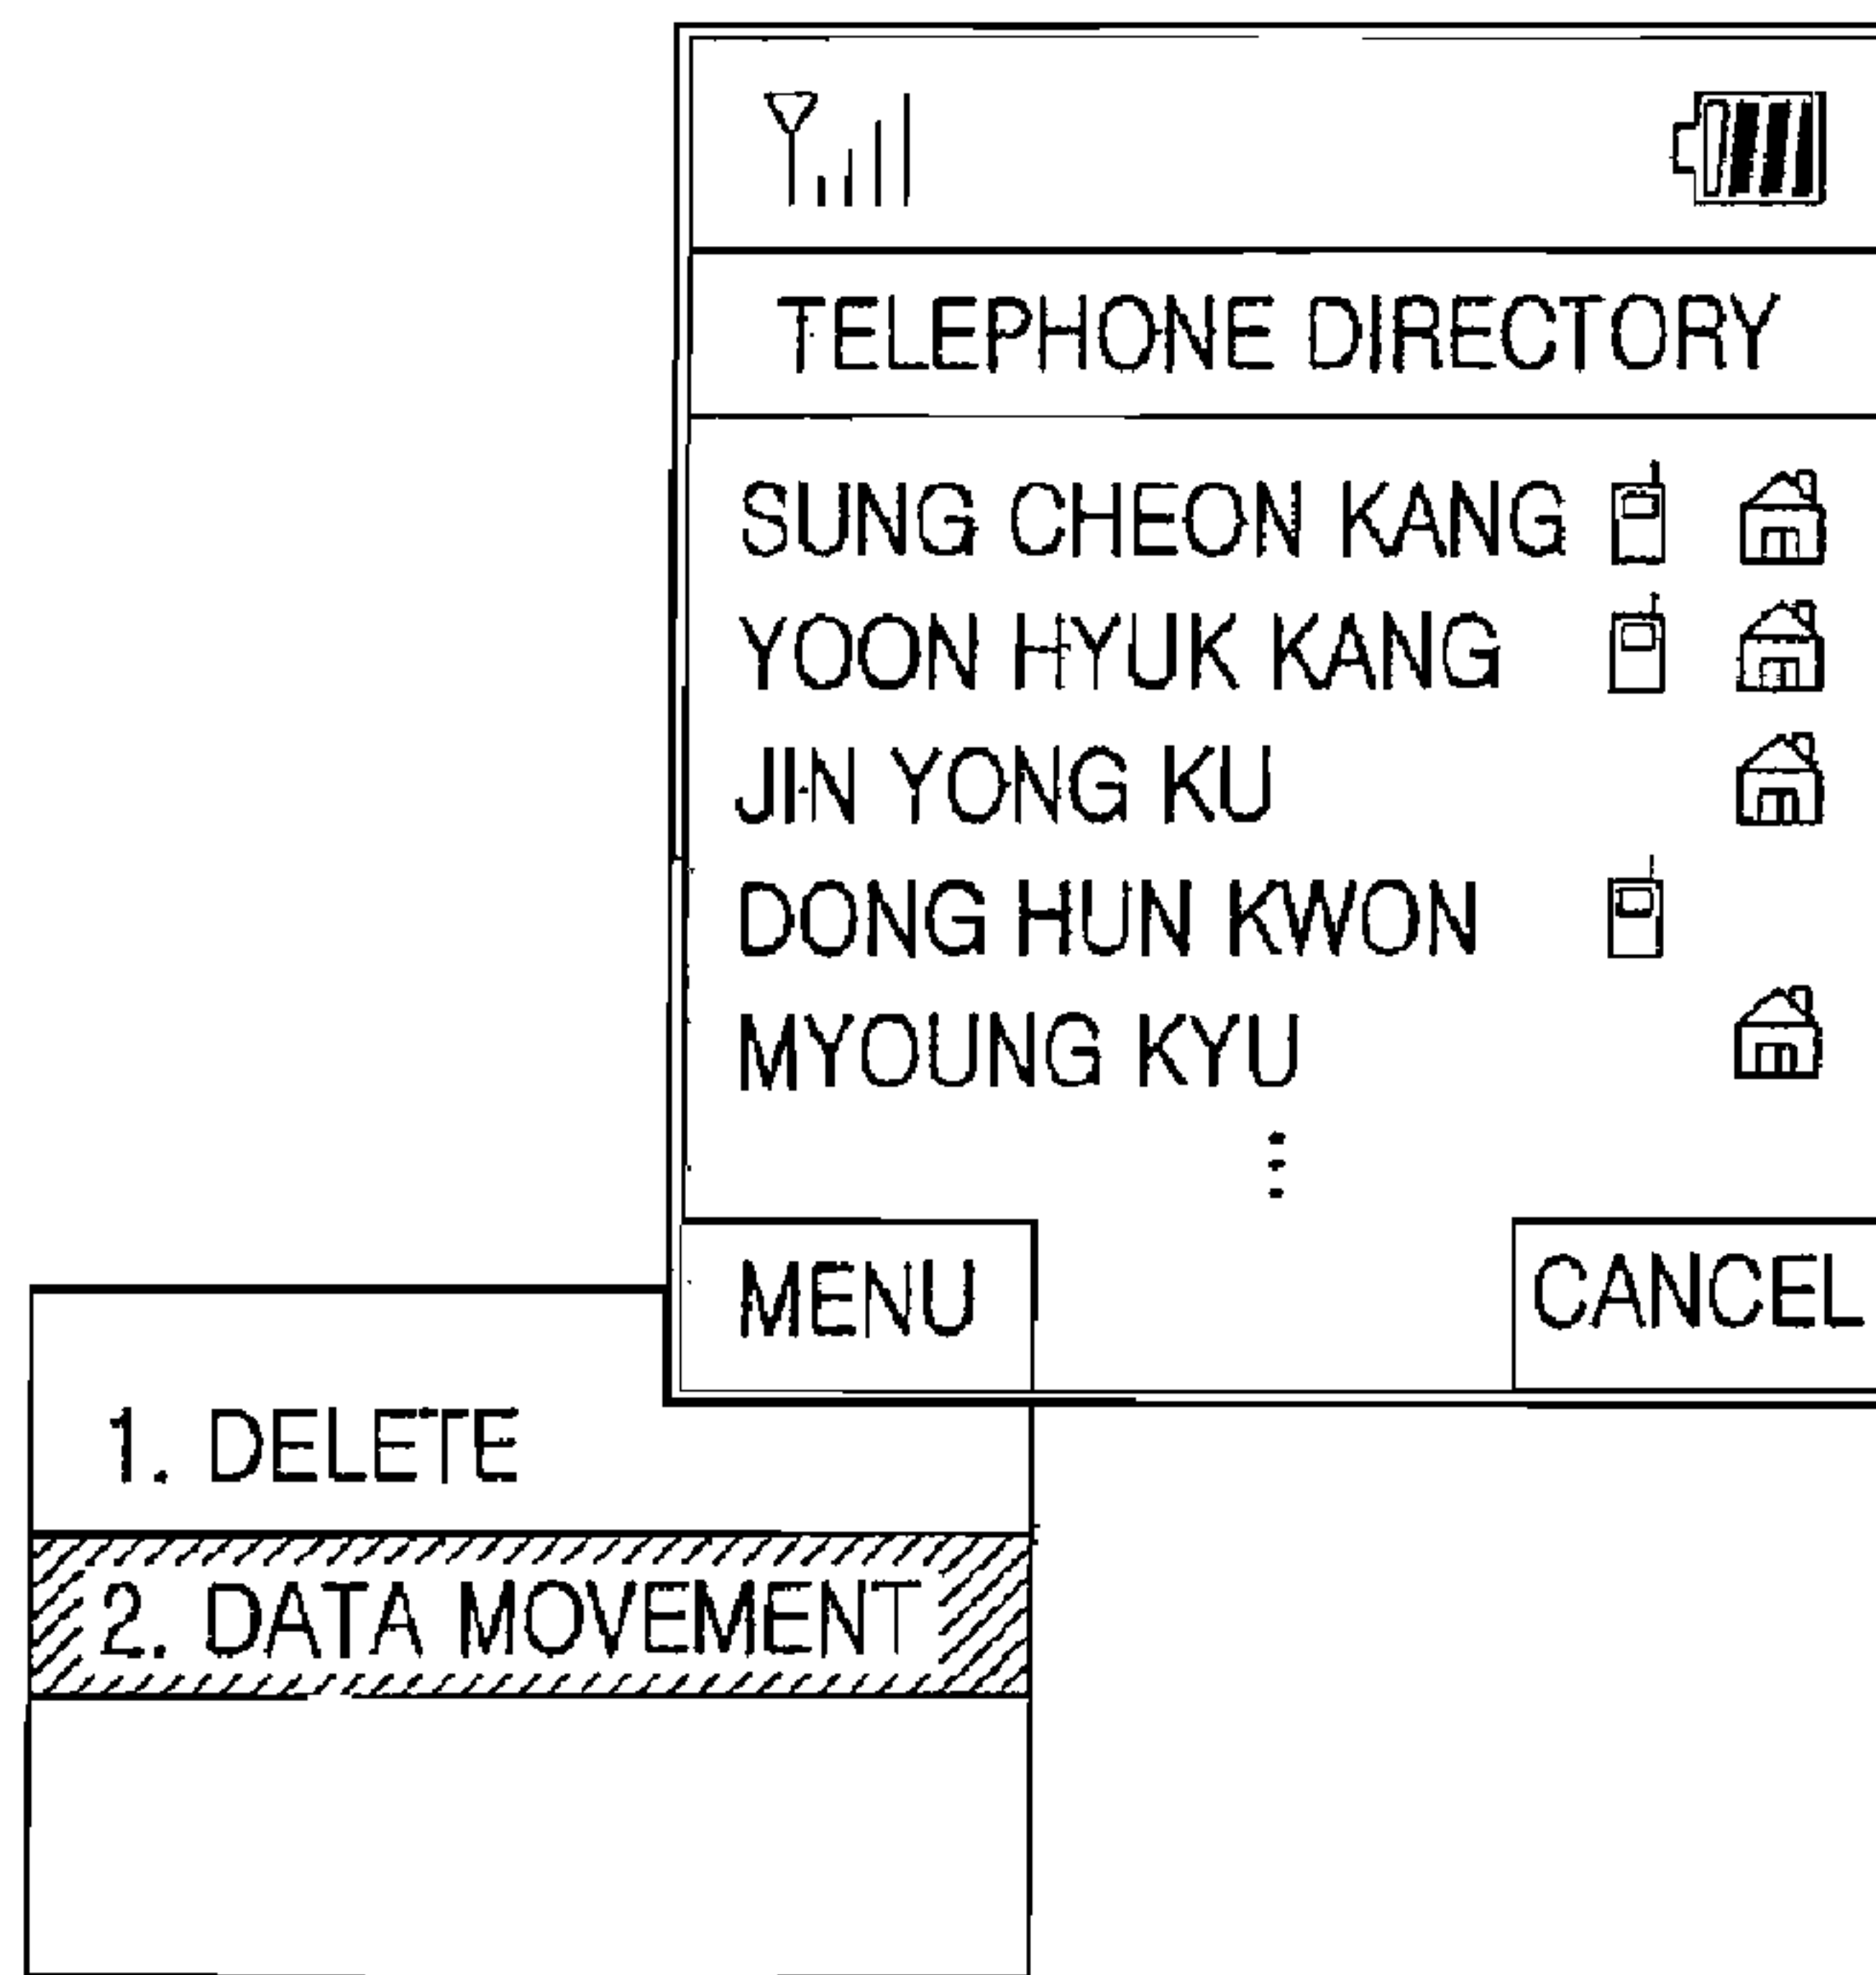 TELEPHONE DIRECTORY
SUNG CHEON KANG
YOON HYUK KANG
JIN YONG KU
DONG HUN KWON
MYOUNG KYU
MENU
CANCEL
1. DELETE
2. DATA MOVEMENT